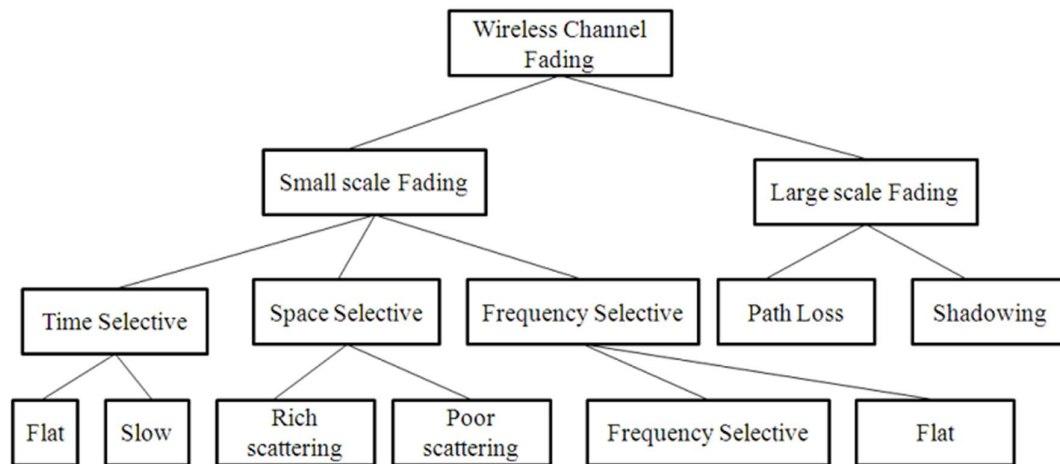 Wireless Channel
Fading
Small scale Fading
Large scale Fading
Time Selective
Space Selective
Frequency Selective
Path Loss
Shadowing
Flat
Slow
Rich
scattering
Poor
scattering
Frequency Selective
Flat